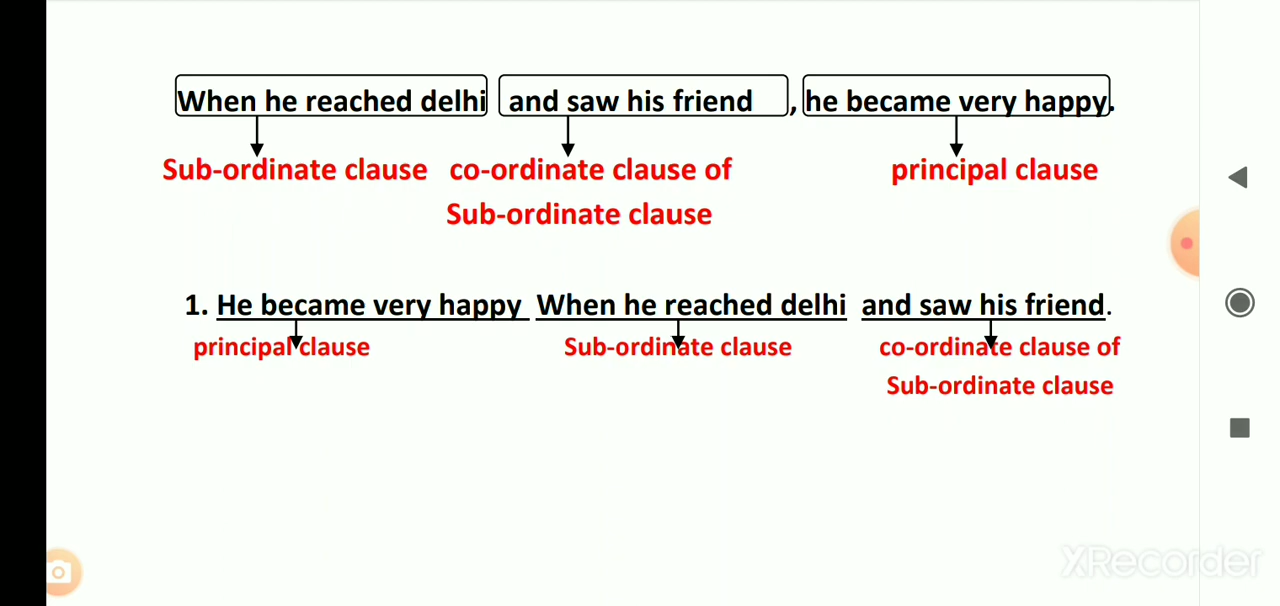 When he reached delhi and saw his friend , he became very happy.
Sub-ordinate clause co-ordinate clause of principal clause
Sub-ordinate clause
1. He became very happy When he reached delhi and saw his friend.
principal clause Sub-ordinate clause co-ordinate clause of
Sub-ordinate clause
XRecorder